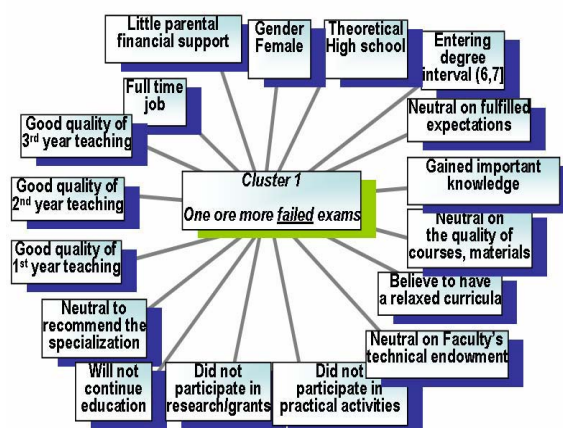 Little parental
financial support
Gender
Female
Theoretical
High school
Entering
degree
interval (6,7]
Full time
job
Neutral on fulfilled
expectations
Good quality of
3rd year teaching
Cluster 1
One ore more failed exams
Gained important
knowledge
Good quality of
2nd year teaching
Neutral on
the quality of
courses, materials
Good quality of
1st year teaching
Believe to have
a relaxed curricula
Neutral to
recommend the
specialization
Neutral on Faculty's
technical endowment
Will not
continue
education
Did not
participate in
research/grants
Did not
participate in
practical activities